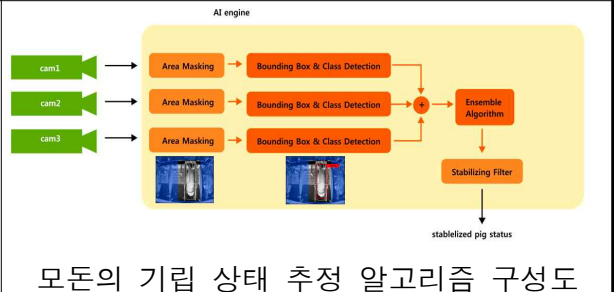 AI engine
cam1
Area Masking
Bounding Box & Class Detection
cam2
Area Masking
Bounding Box & Class Detection
+
Ensemble
Algorithm
cam3
Area Masking
Bounding Box & Class Detection
Stabilizing Filter
stablelized pig status
모돈의 기립 상태 추정 알고리즘 구성도